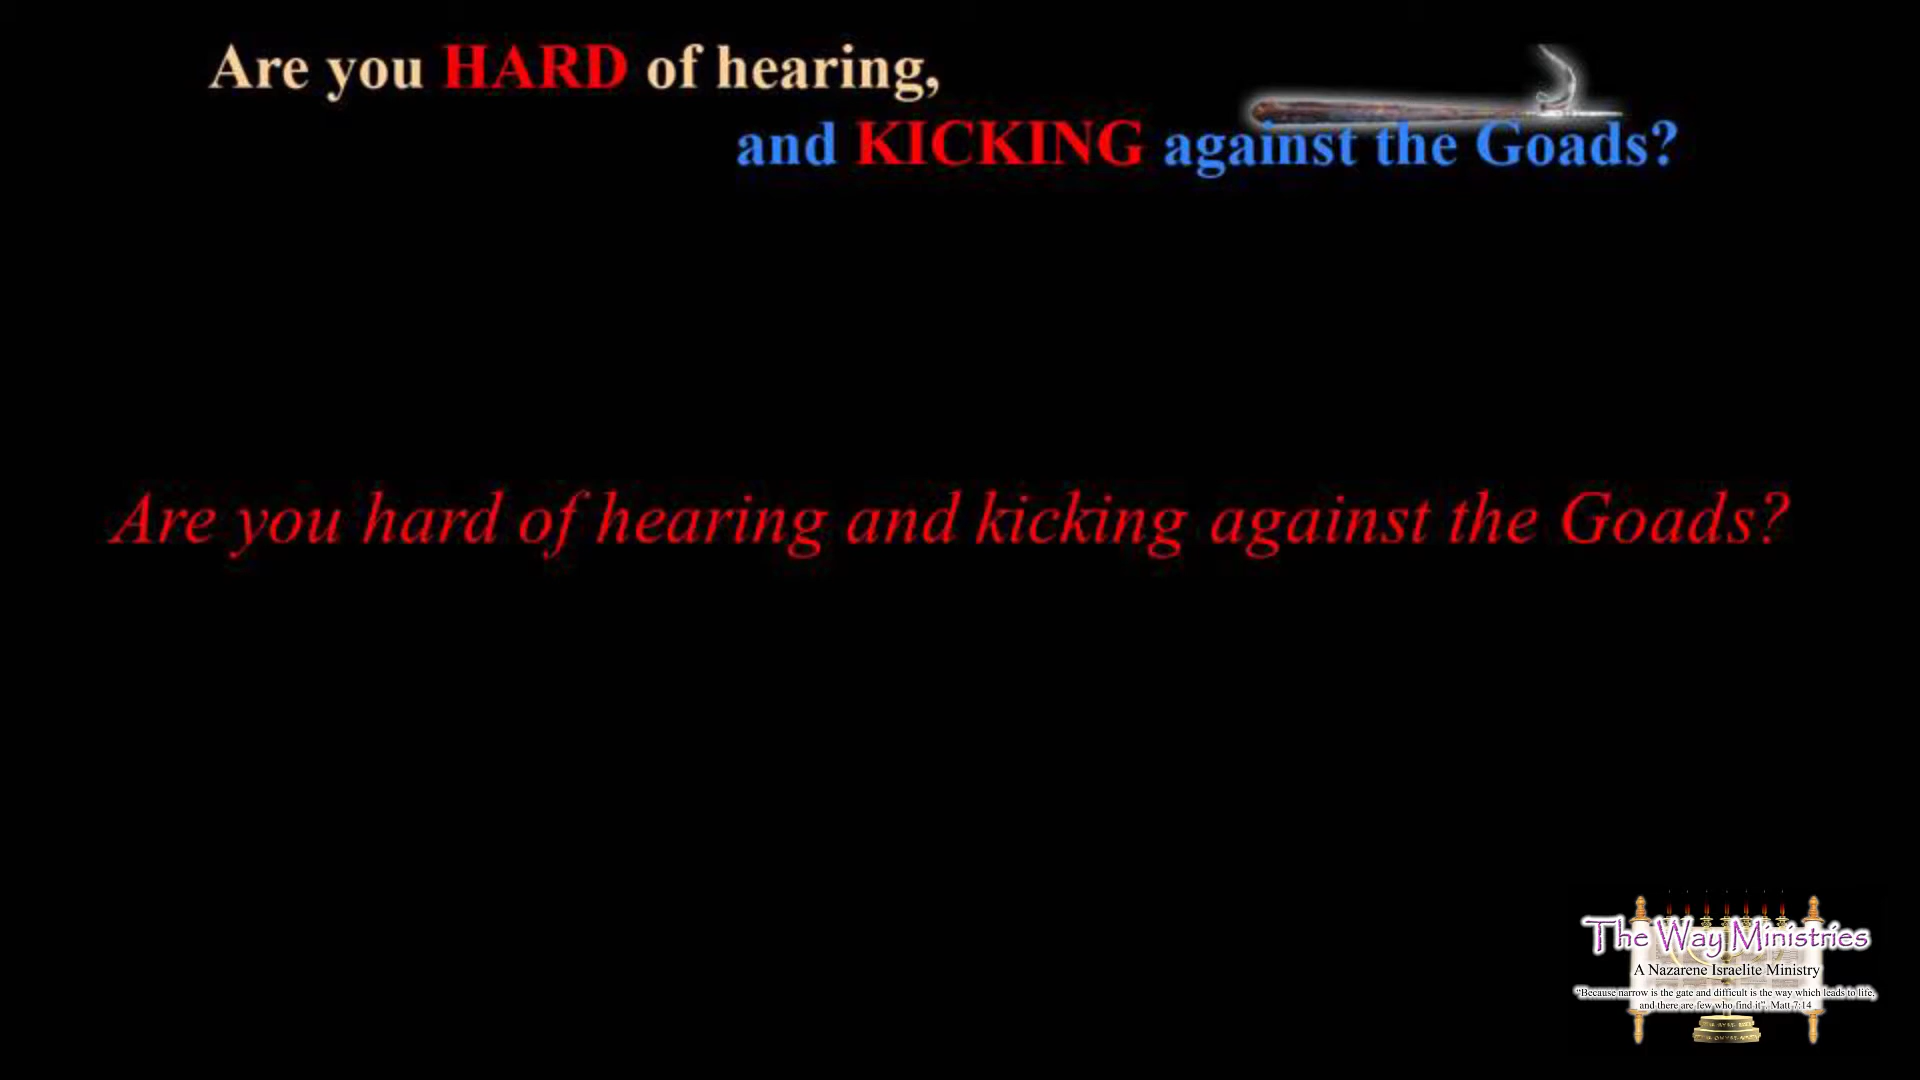 Are you HARD of hearing,
and KICKING against the Goads?
Are you hard of hearing and kicking against the Goads?
The Way Ministries
A Nazarene Israelite Ministry
"Because narrow is the gate and difficult is the way which leads to life,
and there are few who find it". Matt 7:14